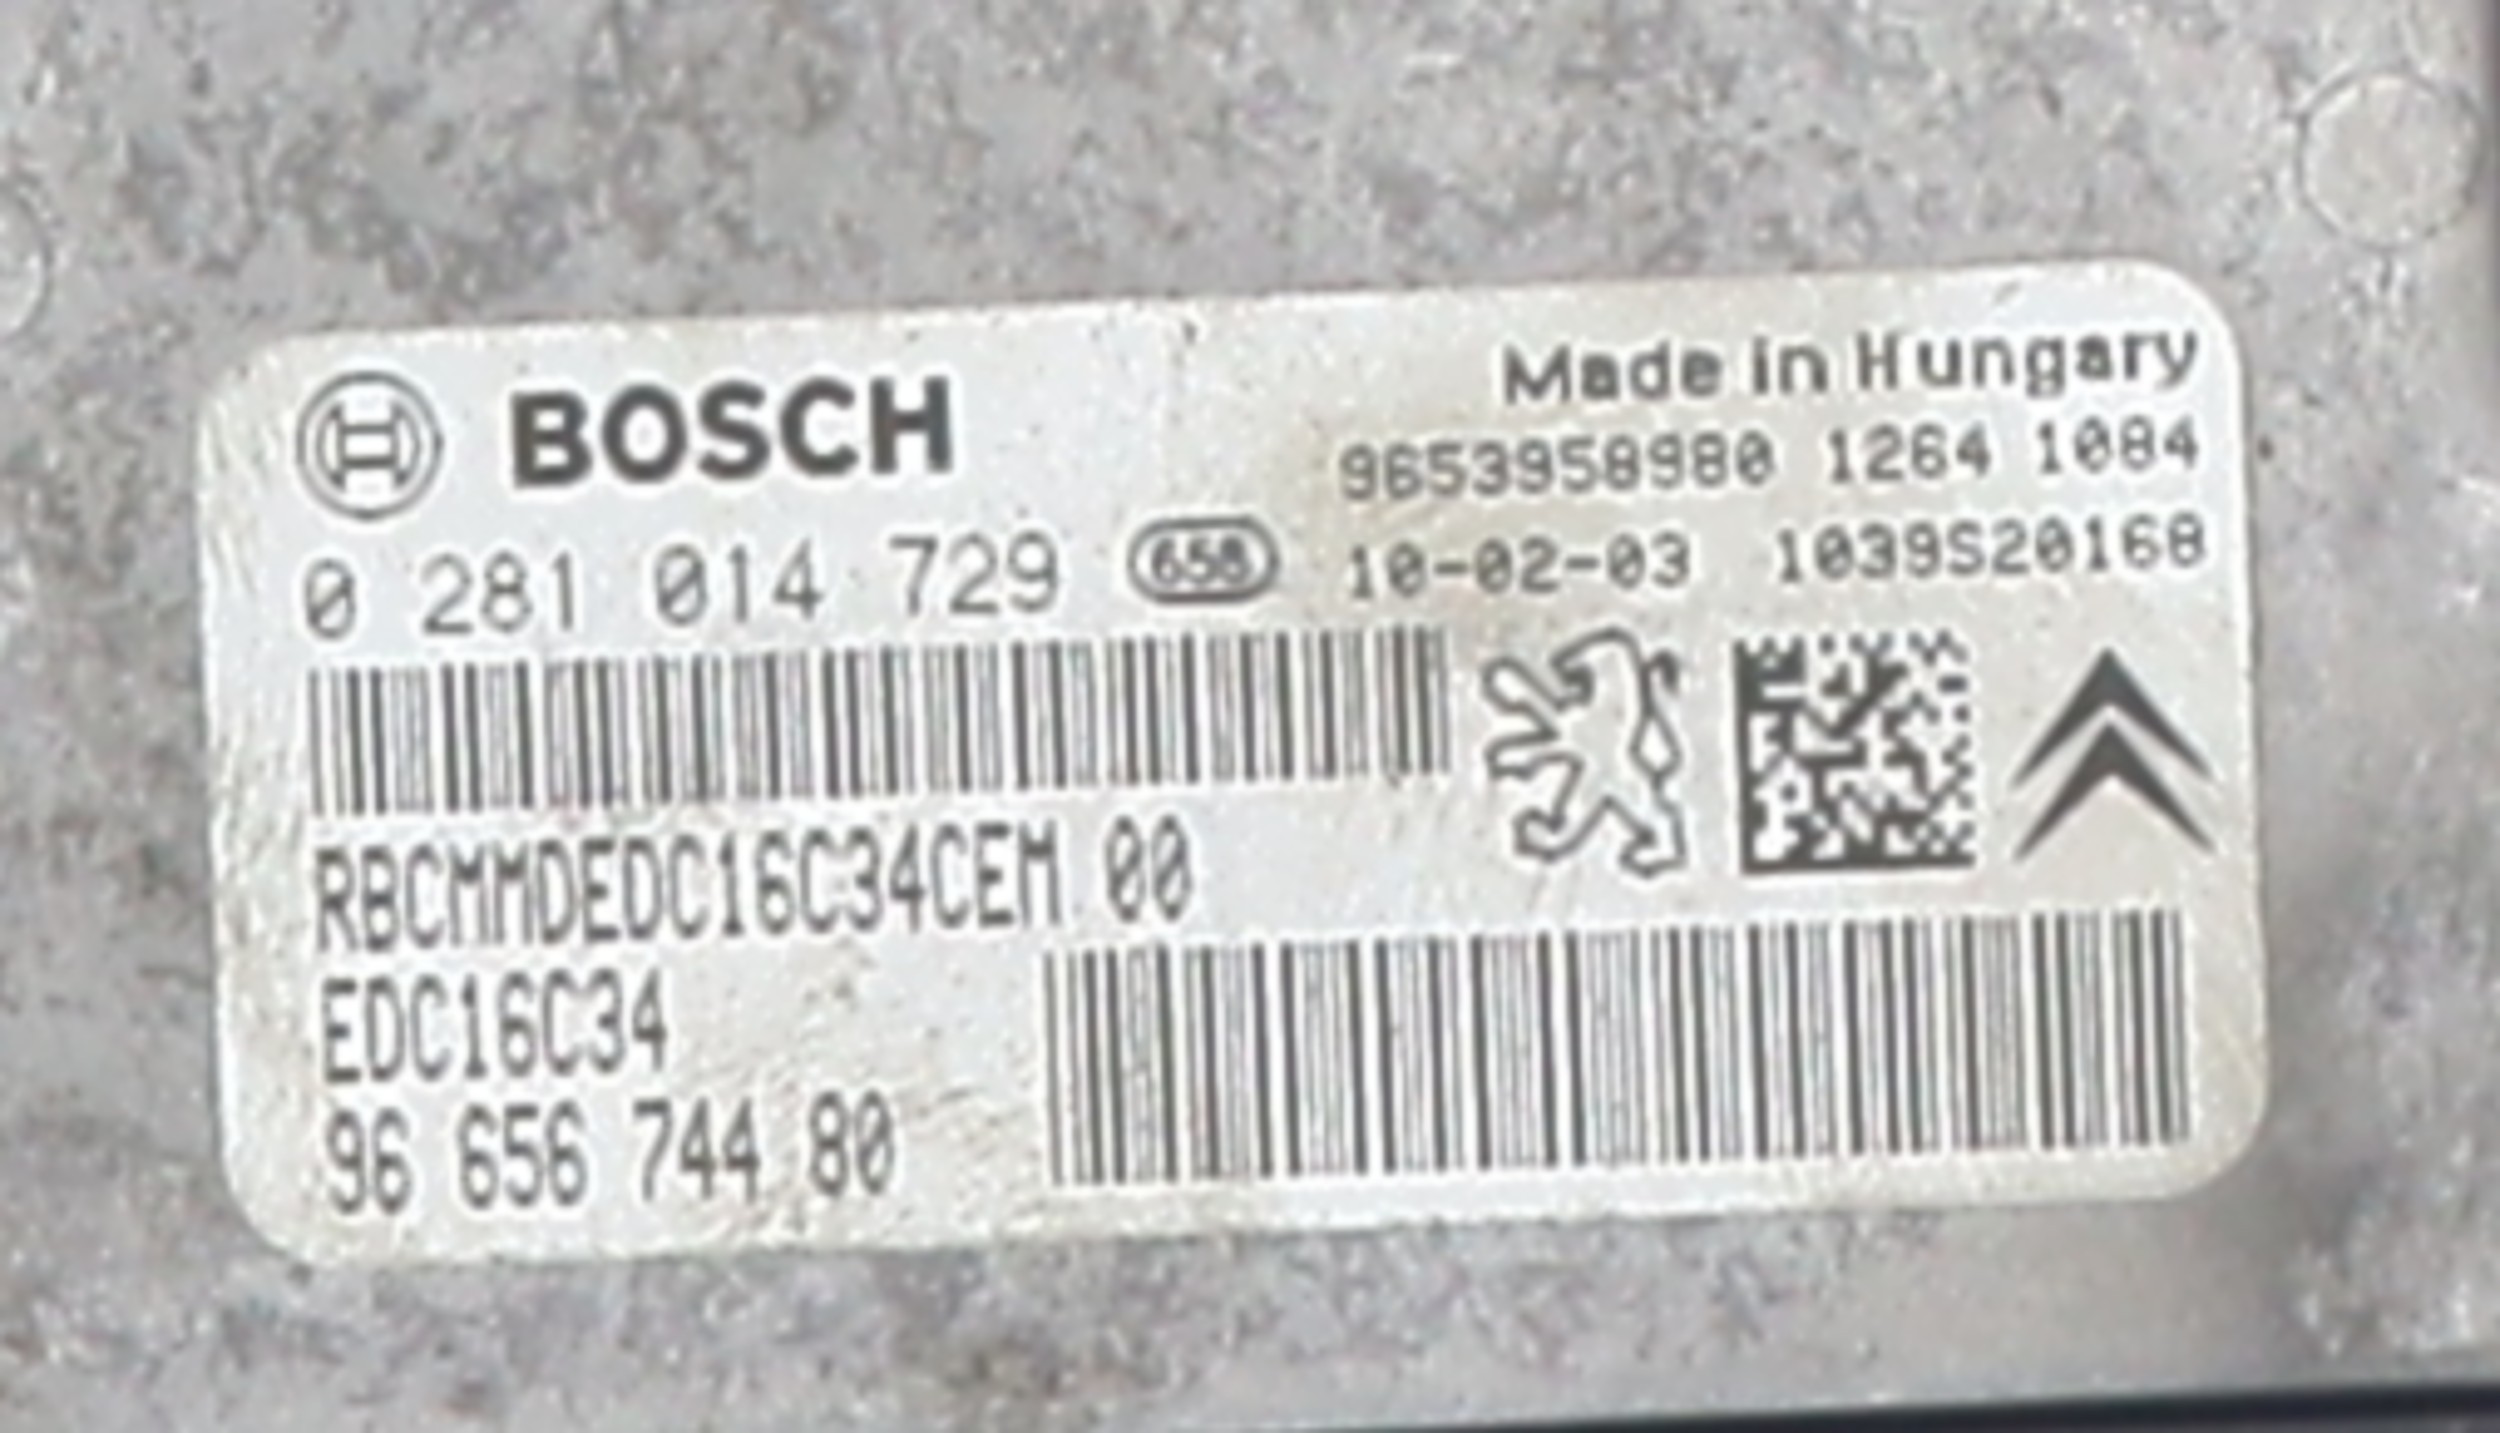 BOSCH
Made in Hungary
9653958980 1264 1084
0 281 014 729 658 10-02-03 1039S20168
RBCMMDEDC16C34CEM 00
EDC16C34
96 656 744 80